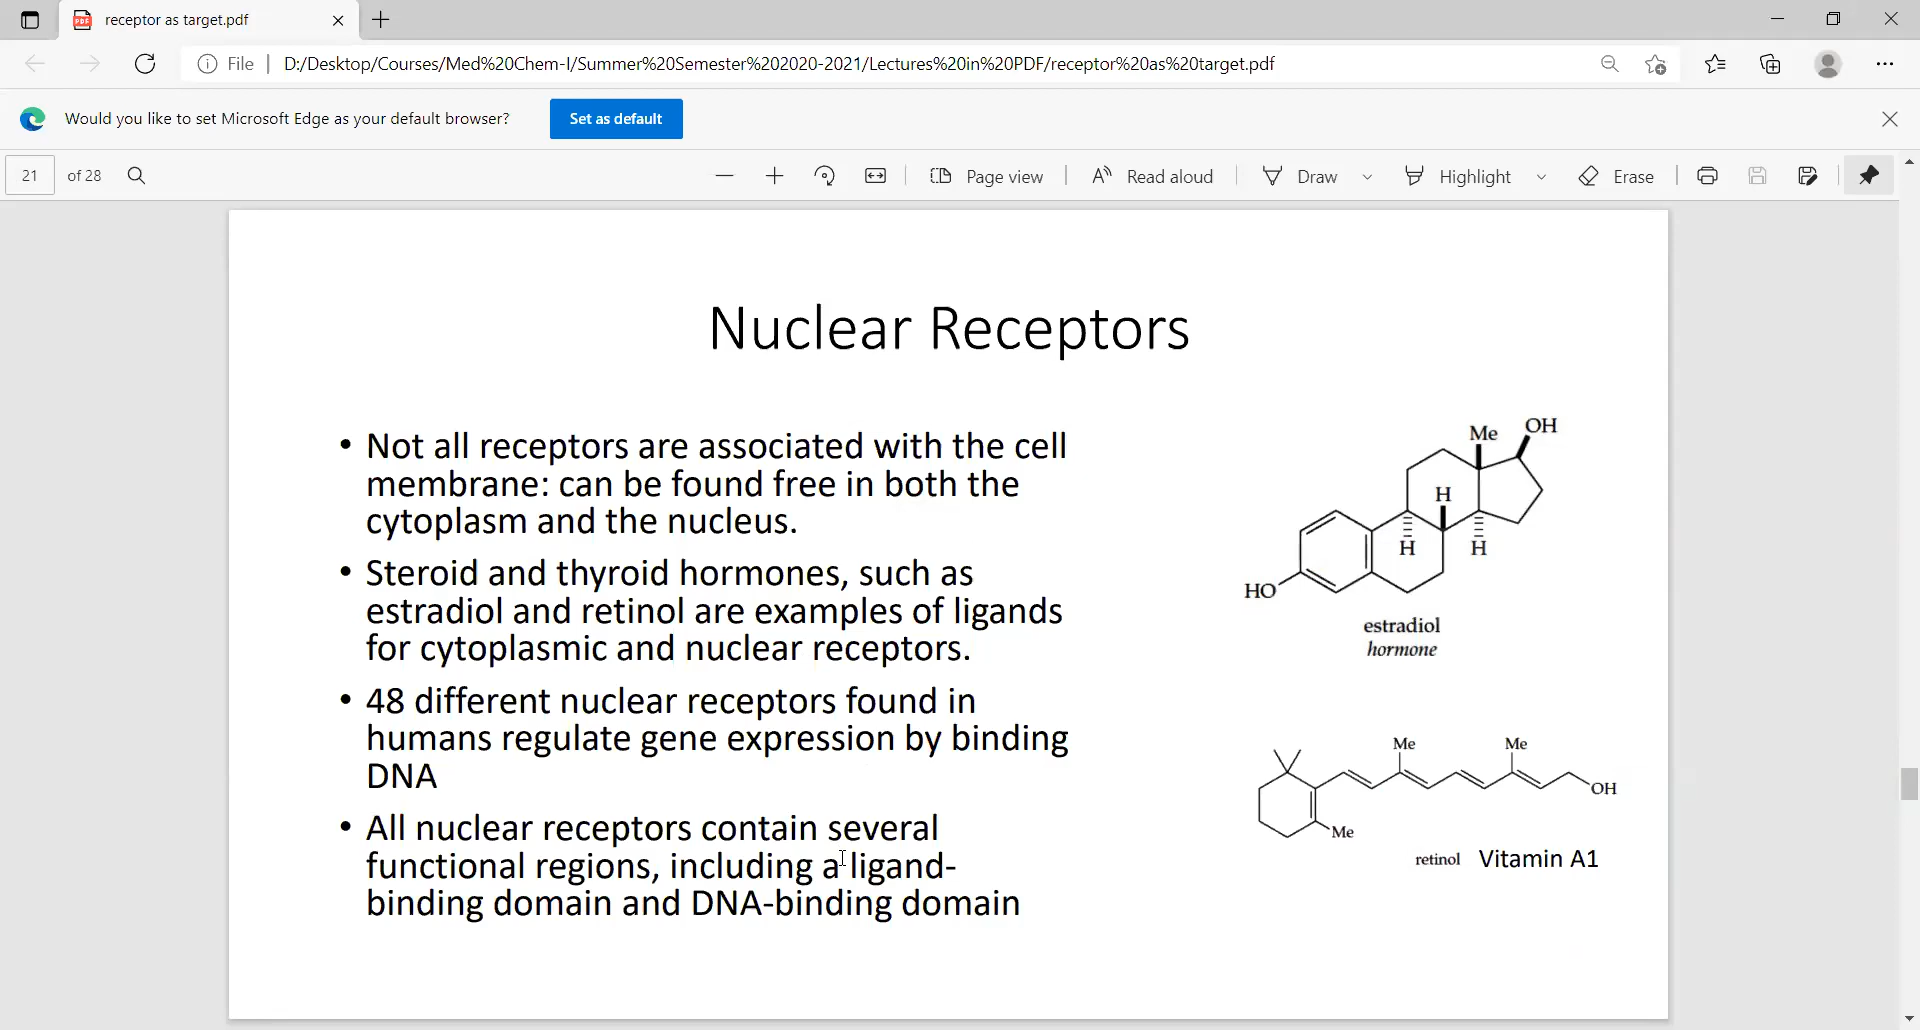 receptor as target.pdf
File
D:/Desktop/Courses/Med%20Chem-I/Summer%20Semester%202020-2021/Lectures%20in%20PDF/receptor%20as%20target.pdf
Would you like to set Microsoft Edge as your default browser?
Set as default
21 of 28
Page view
Read aloud
Draw
Highlight
Erase
Nuclear Receptors
• Not all receptors are associated with the cell
membrane: can be found free in both the
cytoplasm and the nucleus.
• Steroid and thyroid hormones, such as
estradiol and retinol are examples of ligands
for cytoplasmic and nuclear receptors.
• 48 different nuclear receptors found in
humans regulate gene expression by binding
DNA
• All nuclear receptors contain several
functional regions, including a ligand-
binding domain and DNA-binding domain
Me OH
H
H H
HO
estradiol
hormone
Me Me
OH
Me
retinol Vitamin A1